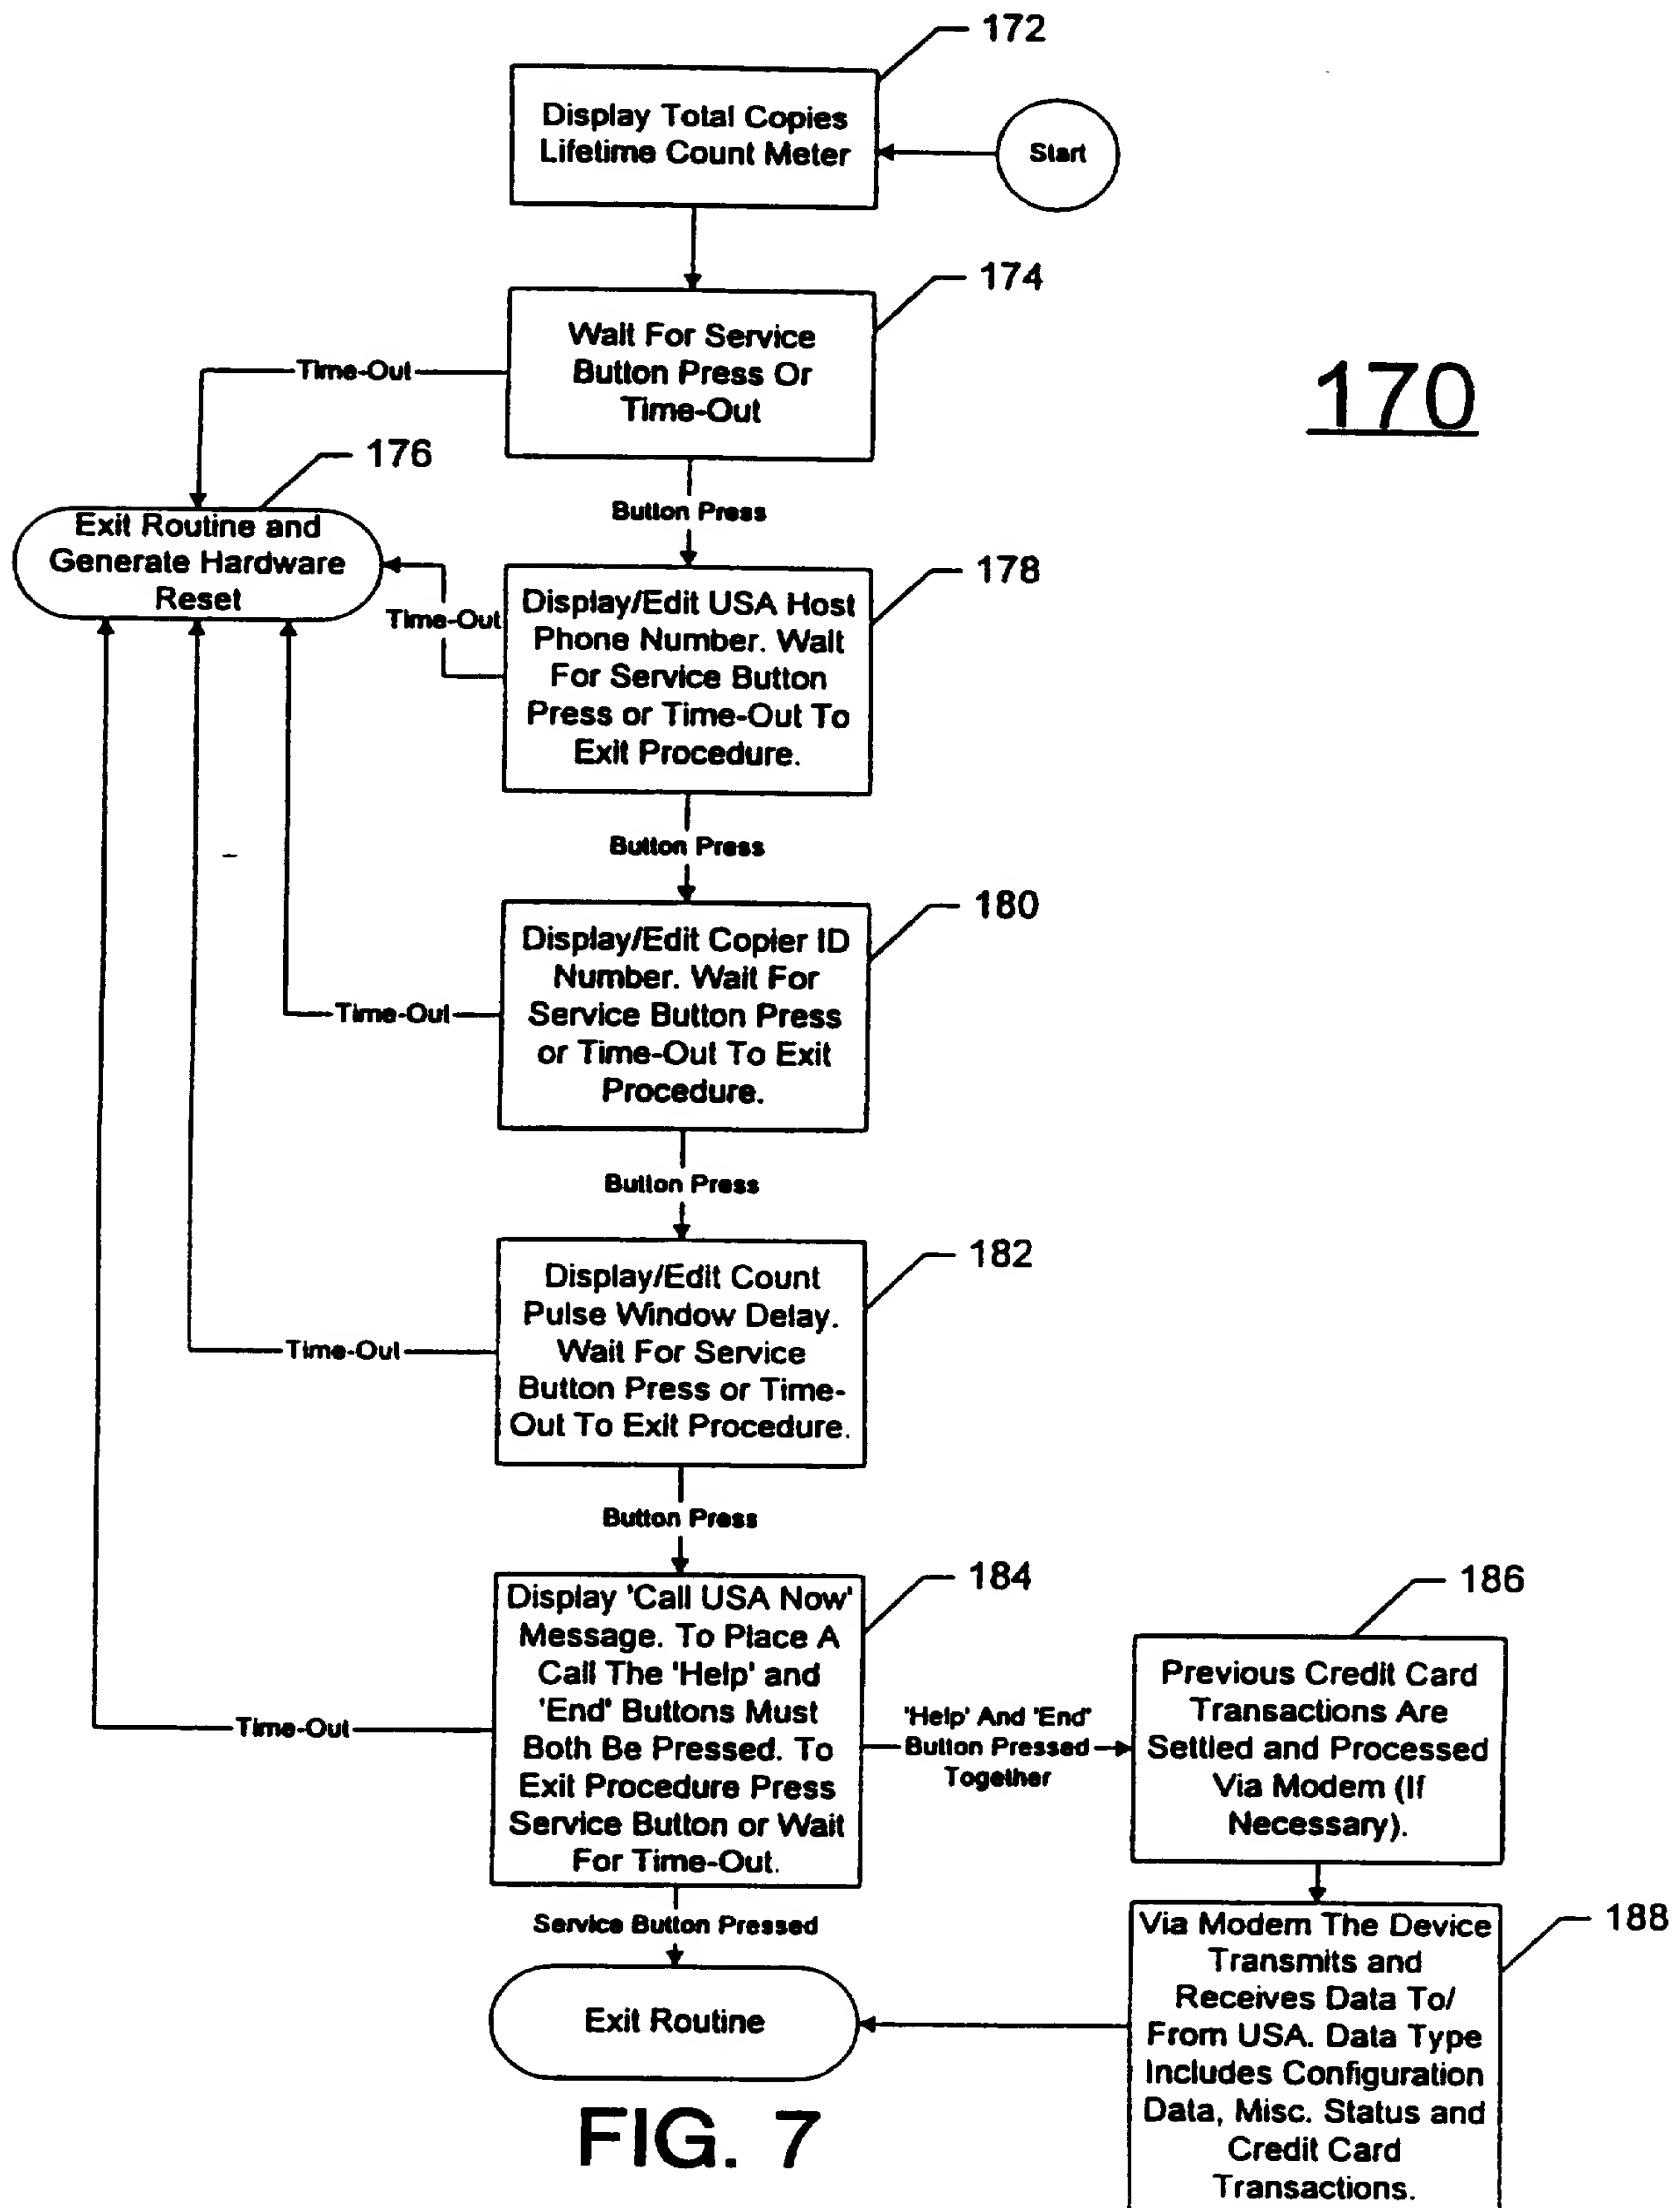 172
Display Total Copies
Lifetime Count Meter
Start
174
Wait For Service
Button Press Or
Time-Out
Time-Out
170
176
Exit Routine and
Generate Hardware
Reset
Button Press
178
Time-Out
Display/Edit USA Host
Phone Number. Wait
For Service Button
Press or Time-Out To
Exit Procedure.
Button Press
180
Display/Edit Copier ID
Number. Wait For
Service Button Press
or Time-Out To Exit
Procedure.
Time-Out
Button Press
182
Display/Edit Count
Pulse Window Delay.
Wait For Service
Button Press or Time-
Out To Exit Procedure.
Time-Out
Button Press
184
Display 'Call USA Now'
Message. To Place A
Call The 'Help' and
'End' Buttons Must
Both Be Pressed. To
Exit Procedure Press
Service Button or Wait
For Time-Out.
Time-Out
'Help' And 'End'
Button Pressed
Together
186
Previous Credit Card
Transactions Are
Settled and Processed
Via Modem (If
Necessary).
Service Button Pressed
Exit Routine
188
Via Modem The Device
Transmits and
Receives Data To/
From USA. Data Type
Includes Configuration
Data, Misc. Status and
Credit Card
Transactions.
FIG. 7